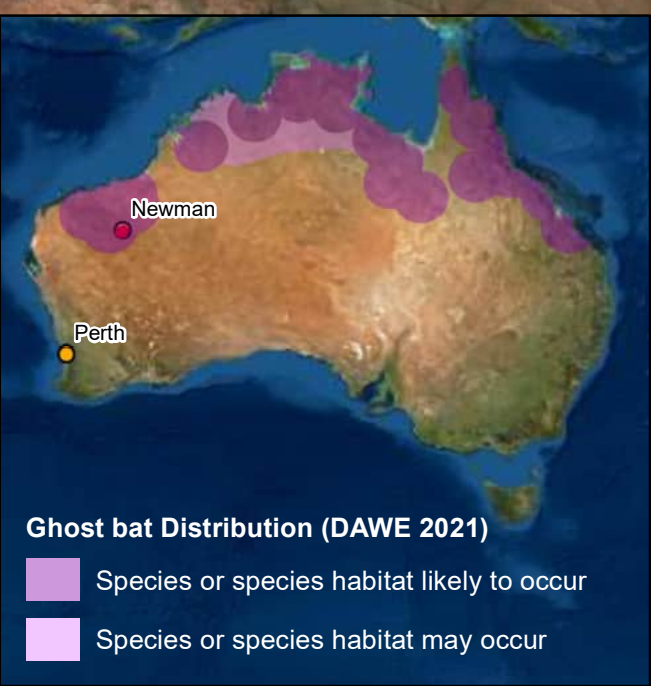 Newman
Perth
Ghost bat Distribution (DAWE 2021)
Species or species habitat likely to occur
Species or species habitat may occur